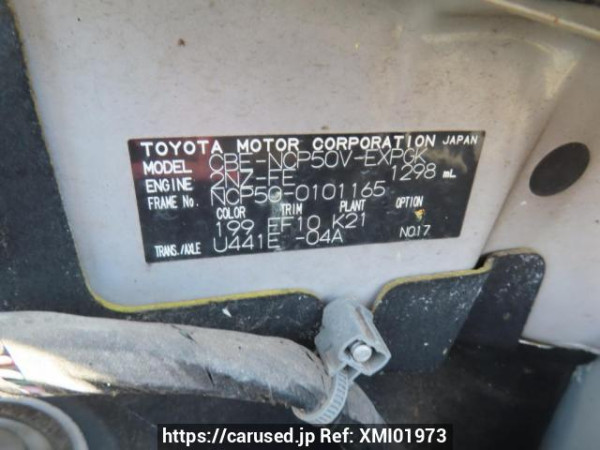 TOYOTA MOTOR CORPORATION JAPAN
MODEL CBE-NCP50V-EXPGK
ENGINE 2NZ-FE 1298 mL
FRAME No. NCP50-0101165
COLOR TRIM PLANT OPTION
199 EF10 K21
TRANS./AXLE U441E -04A NO17
https://carused.jp Ref: XMI01973